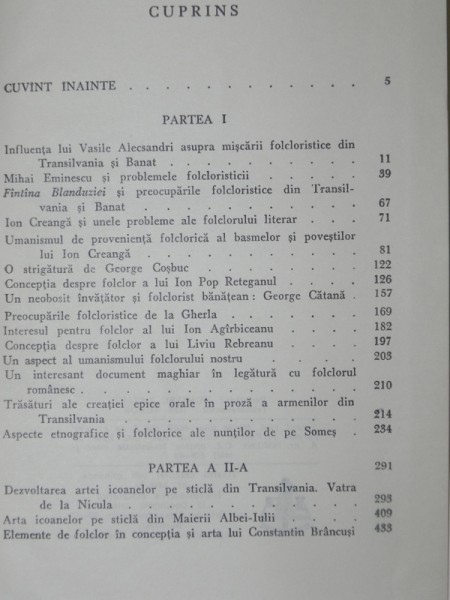 CUPRINS
CUVINT INAINTE . . . . . . . . . . . . 5
PARTEA I
Influența lui Vasile Alecsandri asupra mișcării folcloristice din
Transilvania și Banat . . . . . . . . . 11
Mihai Eminescu și problemele folcloristicii . . . . . 39
Fîntîna Blanduziei și preocupările folcloristice din Transil-
vania și Banat . . . . . . . . . . . 67
Ion Creangă și unele probleme ale folclorului literar . . . 71
Umanismul de proveniență folclorică al basmelor și poveștilor
lui Ion Creangă . . . . . . . . . . 81
O strigătură de George Coșbuc . . . . . . . . 122
Concepția despre folclor a lui Ion Pop Reteganul . . . 126
Un neobosit învățător și folclorist bănățean : George Cătană . 157
Preocupările folcloristice de la Gherla . . . . . . 169
Interesul pentru folclor al lui Ion Agîrbiceanu . . . . 182
Concepția despre folclor a lui Liviu Rebreanu . . . . 197
Un aspect al umanismului folclorului nostru . . . . . 203
Un interesant document maghiar în legătură cu folclorul
românesc . . . . . . . . . . . . . 210
Trăsături ale creației epice orale în proză a armenilor din
Transilvania . . . . . . . . . . . . 214
Aspecte etnografice și folclorice ale nunților de pe Someș . 234
PARTEA A II-A 291
Dezvoltarea artei icoanelor pe sticlă din Transilvania. Vatra
de la Nicula . . . . . . . . . . . . 293
Arta icoanelor pe sticlă din Maierii Albei-Iulii . . . . 409
Elemente de folclor în concepția și arta lui Constantin Brâncuși 433